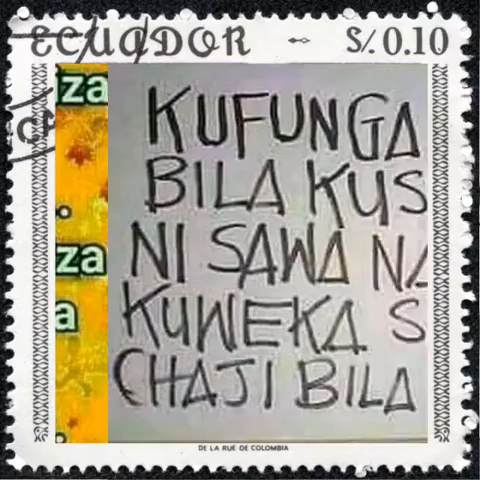 ECUADOR S/. 0.10
za
KUFUNGA
BILA KUS
NI SAWA NA
KUWEKA S
CHAJI BILA
za
a
DE LA RUE DE COLOMBIA